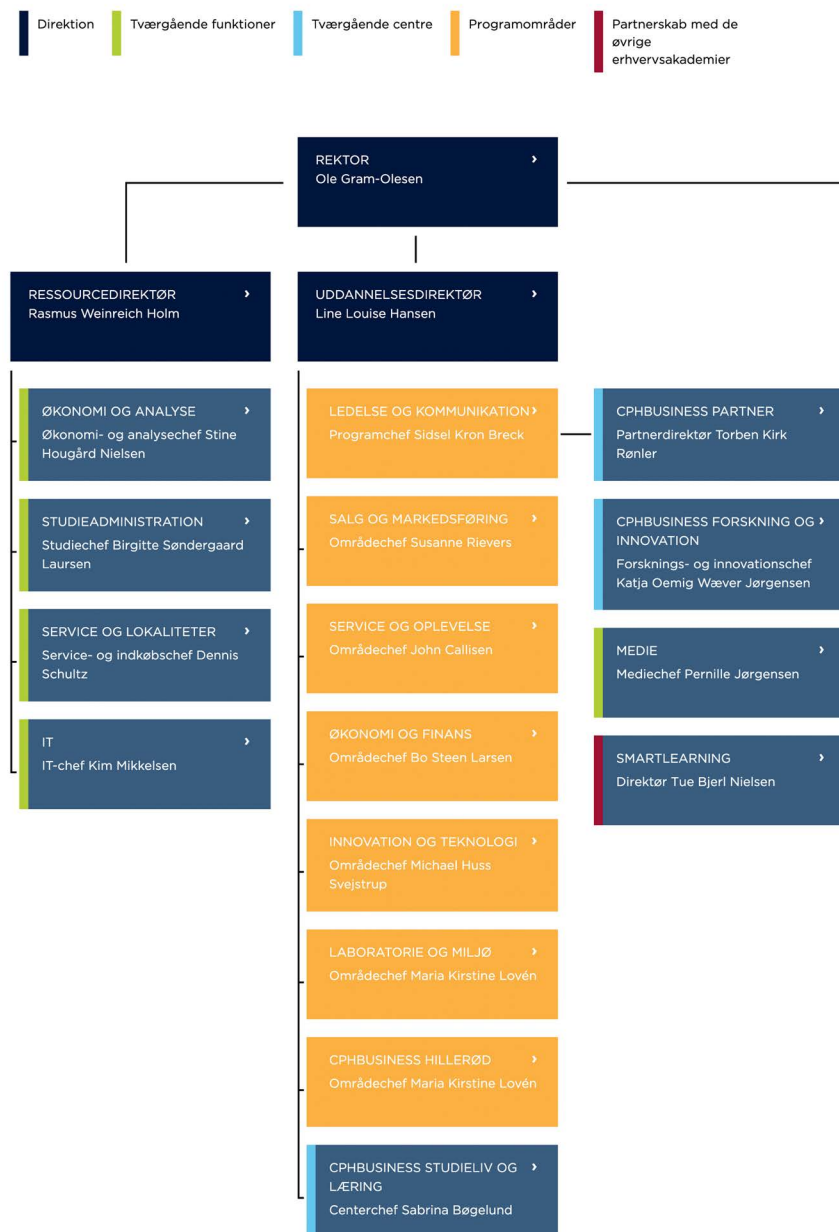 Direktion
Tværgående funktioner
Tværgående centre
Programområder
Partnerskab med de
øvrige
erhvervsakademier
REKTOR
Ole Gram-Olesen
RESSOURCEDIREKTØR
Rasmus Weinreich Holm
UDDANNELSESDIREKTØR
Line Louise Hansen
ØKONOMI OG ANALYSE
Økonomi- og analysechef Stine
Hougård Nielsen
STUDIEADMINISTRATION
Studiechef Birgitte Søndergaard
Laursen
SERVICE OG LOKALITETER
Service- og indkøbschef Dennis
Schultz
IT
IT-chef Kim Mikkelsen
LEDELSE OG KOMMUNIKATION
Programchef Sidsel Kron Breck
SALG OG MARKEDSFØRING
Områdechef Susanne Rievers
SERVICE OG OPLEVELSE
Områdechef John Callisen
ØKONOMI OG FINANS
Områdechef Bo Steen Larsen
INNOVATION OG TEKNOLOGI
Områdechef Michael Huss
Svejstrup
LABORATORIE OG MILJØ
Områdechef Maria Kirstine Lovén
CPHBUSINESS HILLERØD
Områdechef Maria Kirstine Lovén
CPHBUSINESS STUDIELIV OG
LÆRING
Centerchef Sabrina Bøgelund
CPHBUSINESS PARTNER
Partnerdirektør Torben Kirk
Rønler
CPHBUSINESS FORSKNING OG
INNOVATION
Forsknings- og innovationschef
Katja Oemig Wæver Jørgensen
MEDIE
Mediechef Pernille Jørgensen
SMARTLEARNING
Direktør Tue Bjerl Nielsen